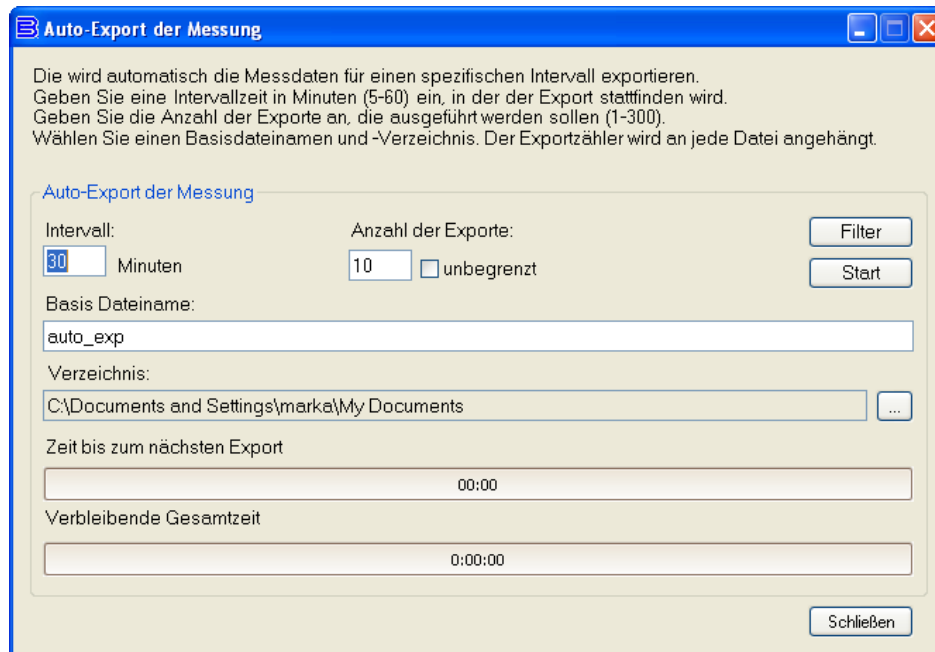 Auto-Export der Messung
Die wird automatisch die Messdaten für einen spezifischen Intervall exportieren.
Geben Sie eine Intervallzeit in Minuten (5-60) ein, in der der Export stattfinden wird.
Geben Sie die Anzahl der Exporte an, die ausgeführt werden sollen (1-300).
Wählen Sie einen Basisdateinamen und -Verzeichnis. Der Exportzähler wird an jede Datei angehängt.
Auto-Export der Messung
Intervall: Anzahl der Exporte: Filter
30 Minuten 10 unbegrenzt Start
Basis Dateiname:
auto_exp
Verzeichnis:
C:\Documents and Settings\marka\My Documents ...
Zeit bis zum nächsten Export
00:00
Verbleibende Gesamtzeit
0:00:00
Schließen